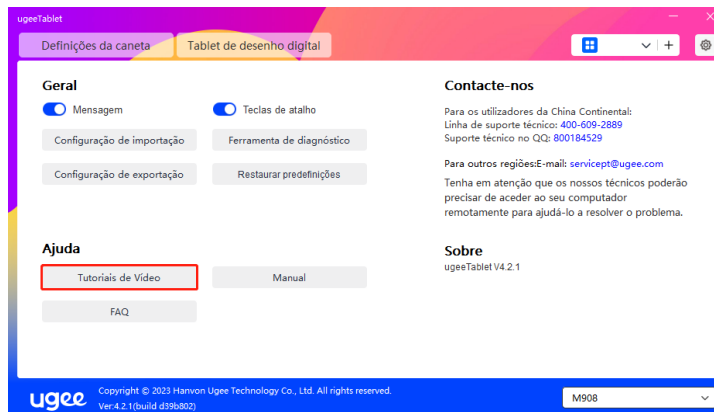 ugeeTablet
Definições da caneta
Tablet de desenho digital
Geral
Mensagem
Teclas de atalho
Configuração de importação
Ferramenta de diagnóstico
Configuração de exportação
Restaurar predefinições
Ajuda
Tutoriais de Vídeo
Manual
FAQ
Contacte-nos
Para os utilizadores da China Continental:
Linha de suporte técnico: 400-609-2889
Suporte técnico no QQ: 800184529
Para outros regiões:E-mail: servicept@ugee.com
Tenha em atenção que os nossos técnicos poderão
precisar de aceder ao seu computador
remotamente para ajudá-lo a resolver o problema.
Sobre
ugeeTablet V4.2.1
ugee
Copyright © 2023 Hanvon Ugee Technology Co., Ltd. All rights reserved.
Ver:4.2.1(build d39b802)
M908